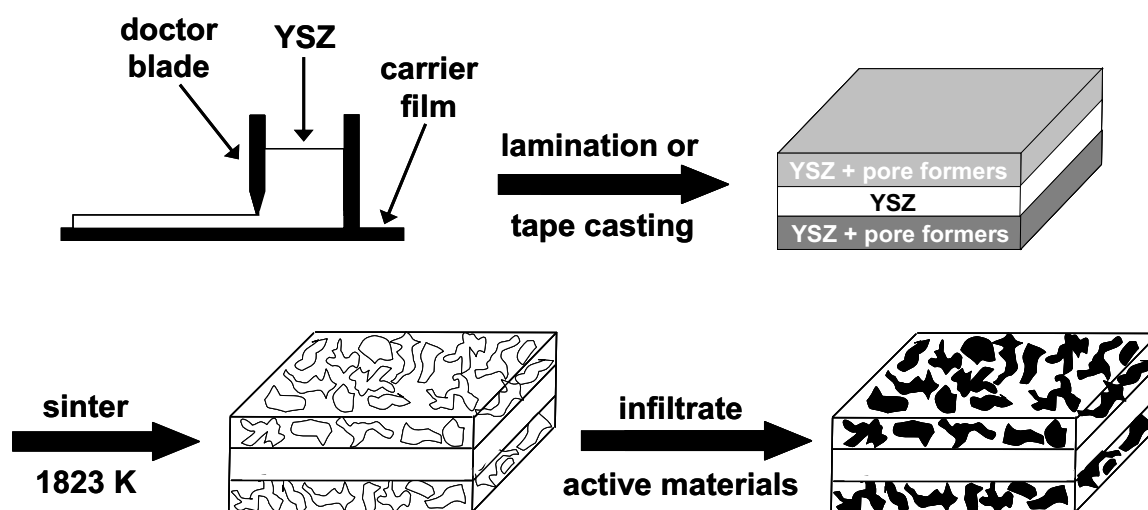 doctor
blade
YSZ
carrier
film
lamination or
tape casting
YSZ + pore formers
YSZ
YSZ + pore formers
sinter
1823 K
infiltrate
active materials